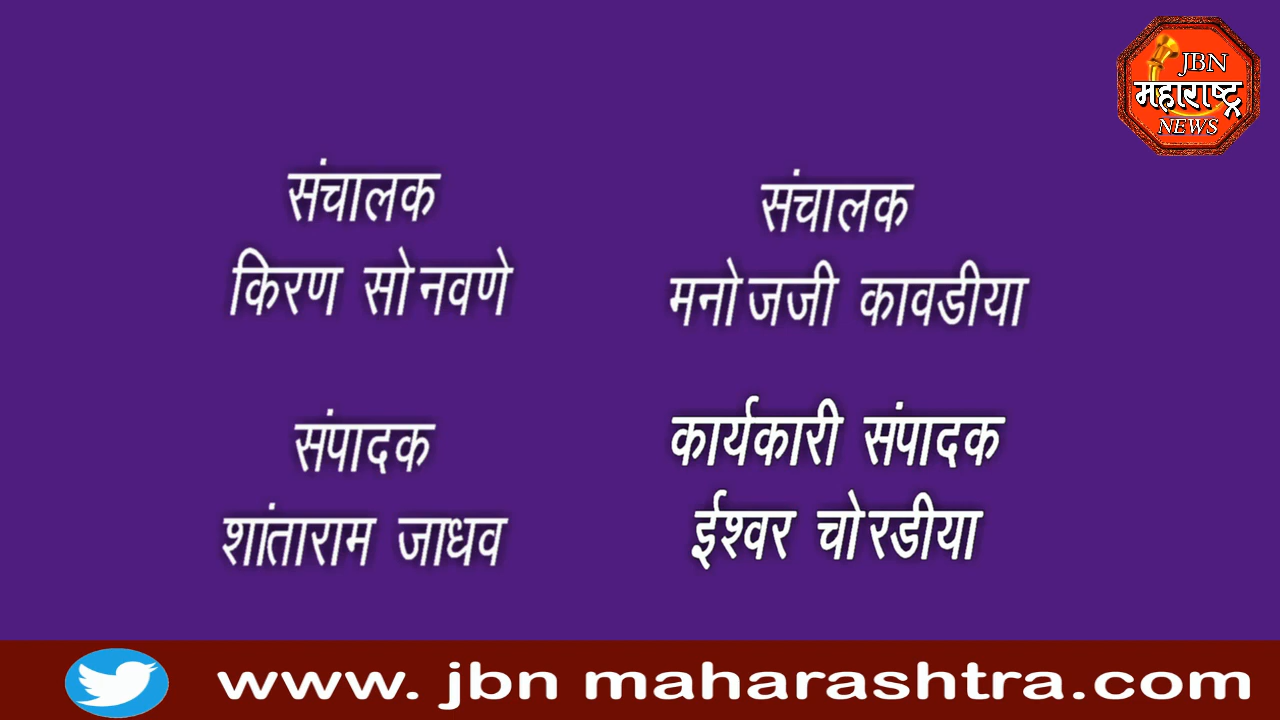 JBN
महाराष्ट्र
NEWS
संचालक
किरण सोनवणे
संचालक
मनोजजी कावडीया
संपादक
शांताराम जाधव
कार्यकारी संपादक
ईश्वर चोरडीया
www. jbn maharashtra.com